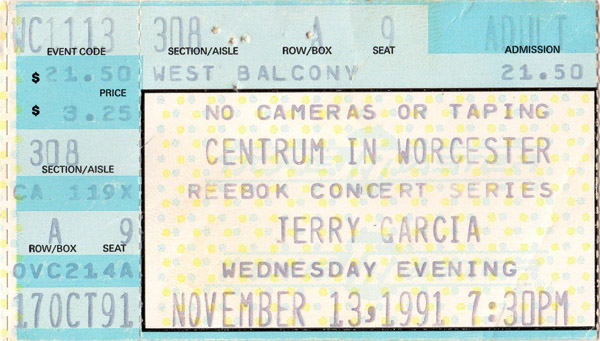 WC1113 308 A 9 ADULT
EVENT CODE SECTION/AISLE ROW/BOX SEAT ADMISSION
$ 21.50 WEST BALCONY 21.50
PRICE
$ 3.25 NO CAMERAS OR TAPING
308 CENTRUM IN WORCESTER
SECTION/AISLE
CA 119X REEBOK CONCERT SERIES
A 9 JERRY GARCIA
ROW/BOX SEAT
OVC214A WEDNESDAY EVENING
17OCT91 NOVEMBER 13,1991 7:30PM